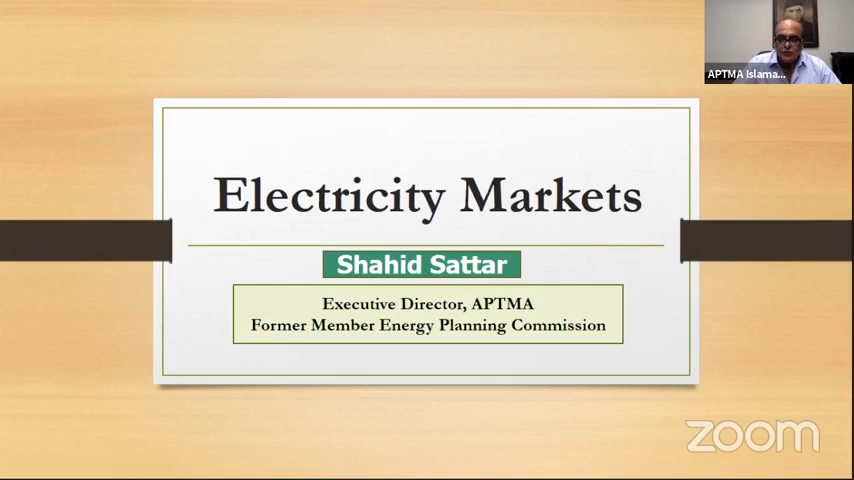 APTMA Islama...
Electricity Markets
Shahid Sattar
Executive Director, APTMA
Former Member Energy Planning Commission
zoom